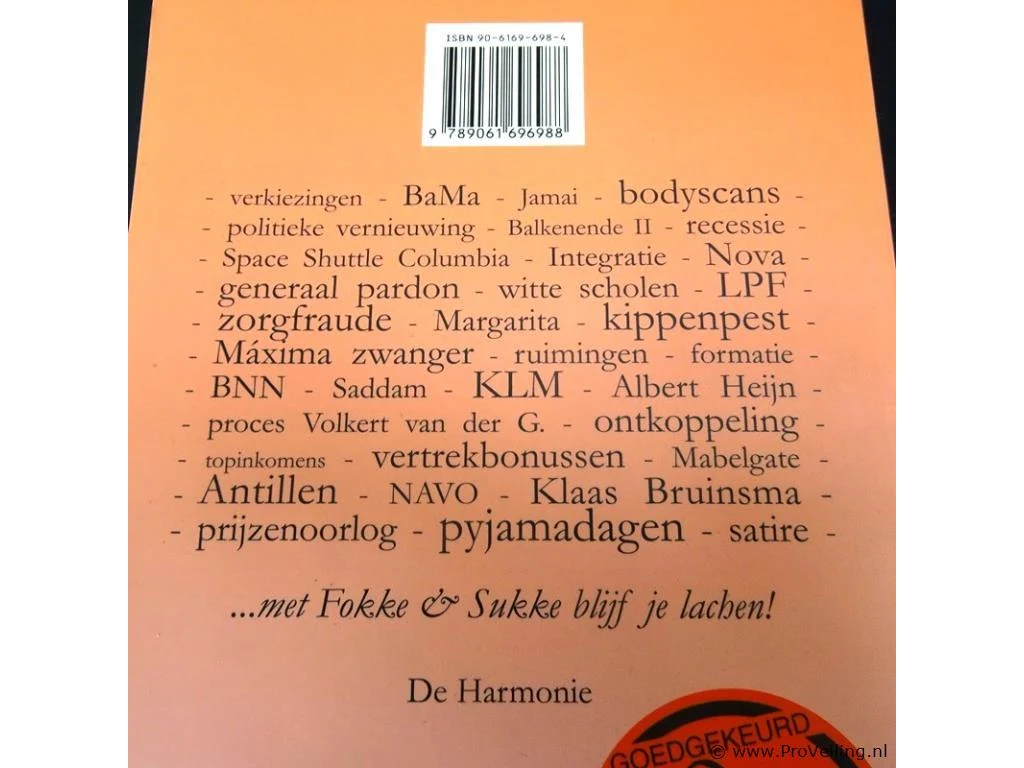 ISBN 90-6169-698-4
9 789061 696988
- verkiezingen - BaMa - Jamai - bodyscans -
- politieke vernieuwing - Balkenende II - recessie -
- Space Shuttle Columbia - Integratie - Nova -
- generaal pardon - witte scholen - LPF -
- zorgfraude - Margarita - kippenpest -
- Máxima zwanger - ruimingen - formatie -
- BNN - Saddam - KLM - Albert Heijn -
- proces Volkert van der G. - ontkoppeling -
- topinkomens - vertrekbonussen - Mabelgate -
- Antillen - NAVO - Klaas Bruinsma -
- prijzenoorlog - pyjamadagen - satire -
...met Fokke & Sukke blijf je lachen!
De Harmonie
GOEDGEKEURD
© www.ProVeiling.nl